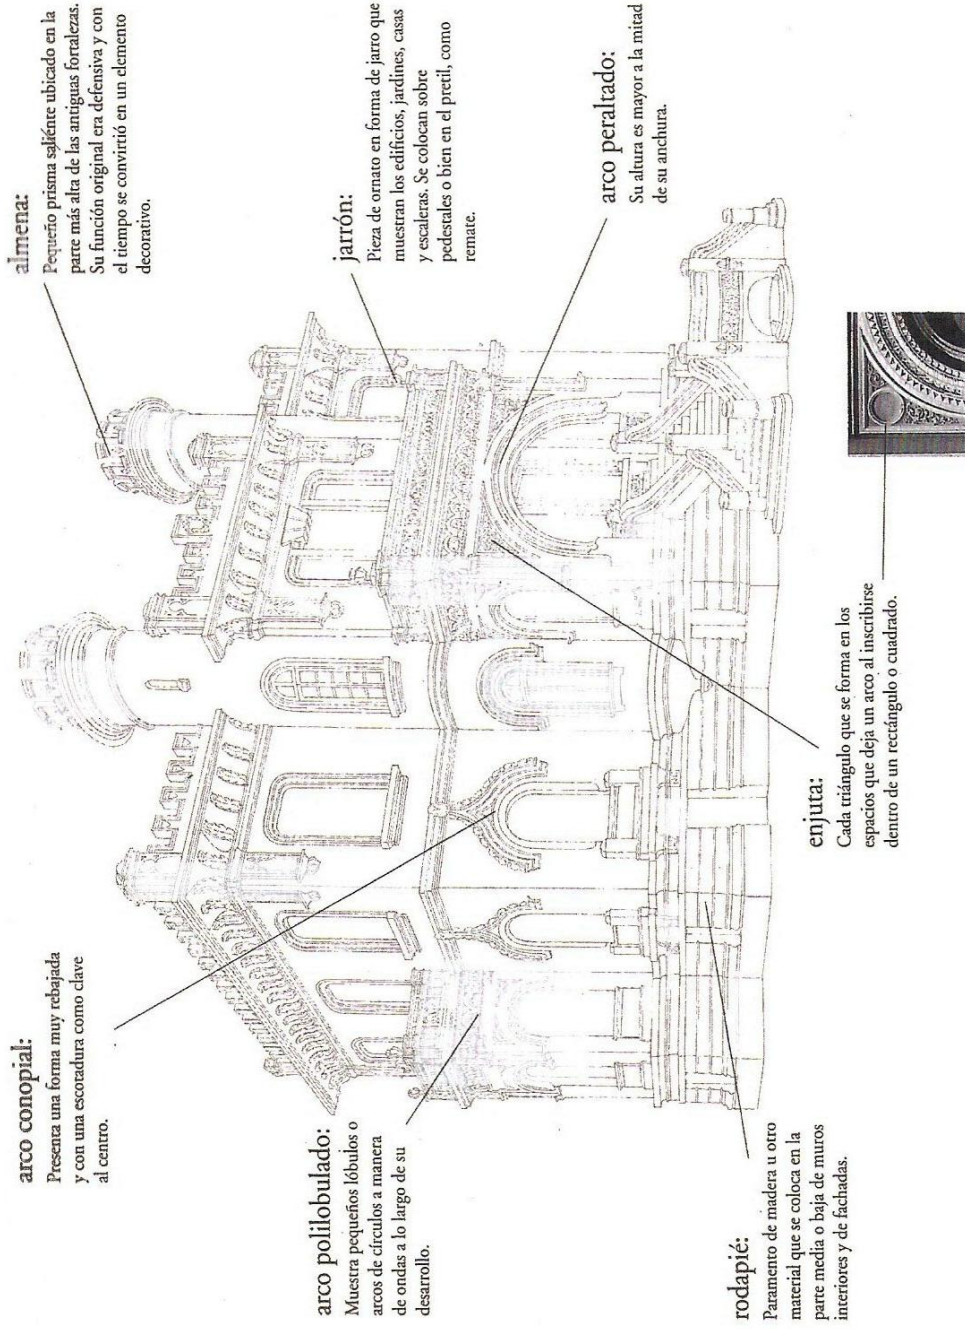 arco conopial:
Presenta una forma muy rebajada
y con una escotadura como clave
al centro.
almena:
Pequeño prisma saliente ubicado en la
parte más alta de las antiguas fortalezas.
Su función original era defensiva y con
el tiempo se convirtió en un elemento
decorativo.
arco polilobulado:
Muestra pequeños lóbulos o
arcos de círculos a manera
de ondas a lo largo de su
desarrollo.
jarrón:
Pieza de ornato en forma de jarro que
muestran los edificios, jardines, casas
y escaleras. Se colocan sobre
pedestales o bien en el pretil, como
remate.
arco peraltado:
Su altura es mayor a la mitad
de su anchura.
rodapié:
Paramento de madera u otro
material que se coloca en la
parte media o baja de muros
interiores y de fachadas.
enjuta:
Cada triángulo que se forma en los
espacios que deja un arco al inscribirse
dentro de un rectángulo o cuadrado.